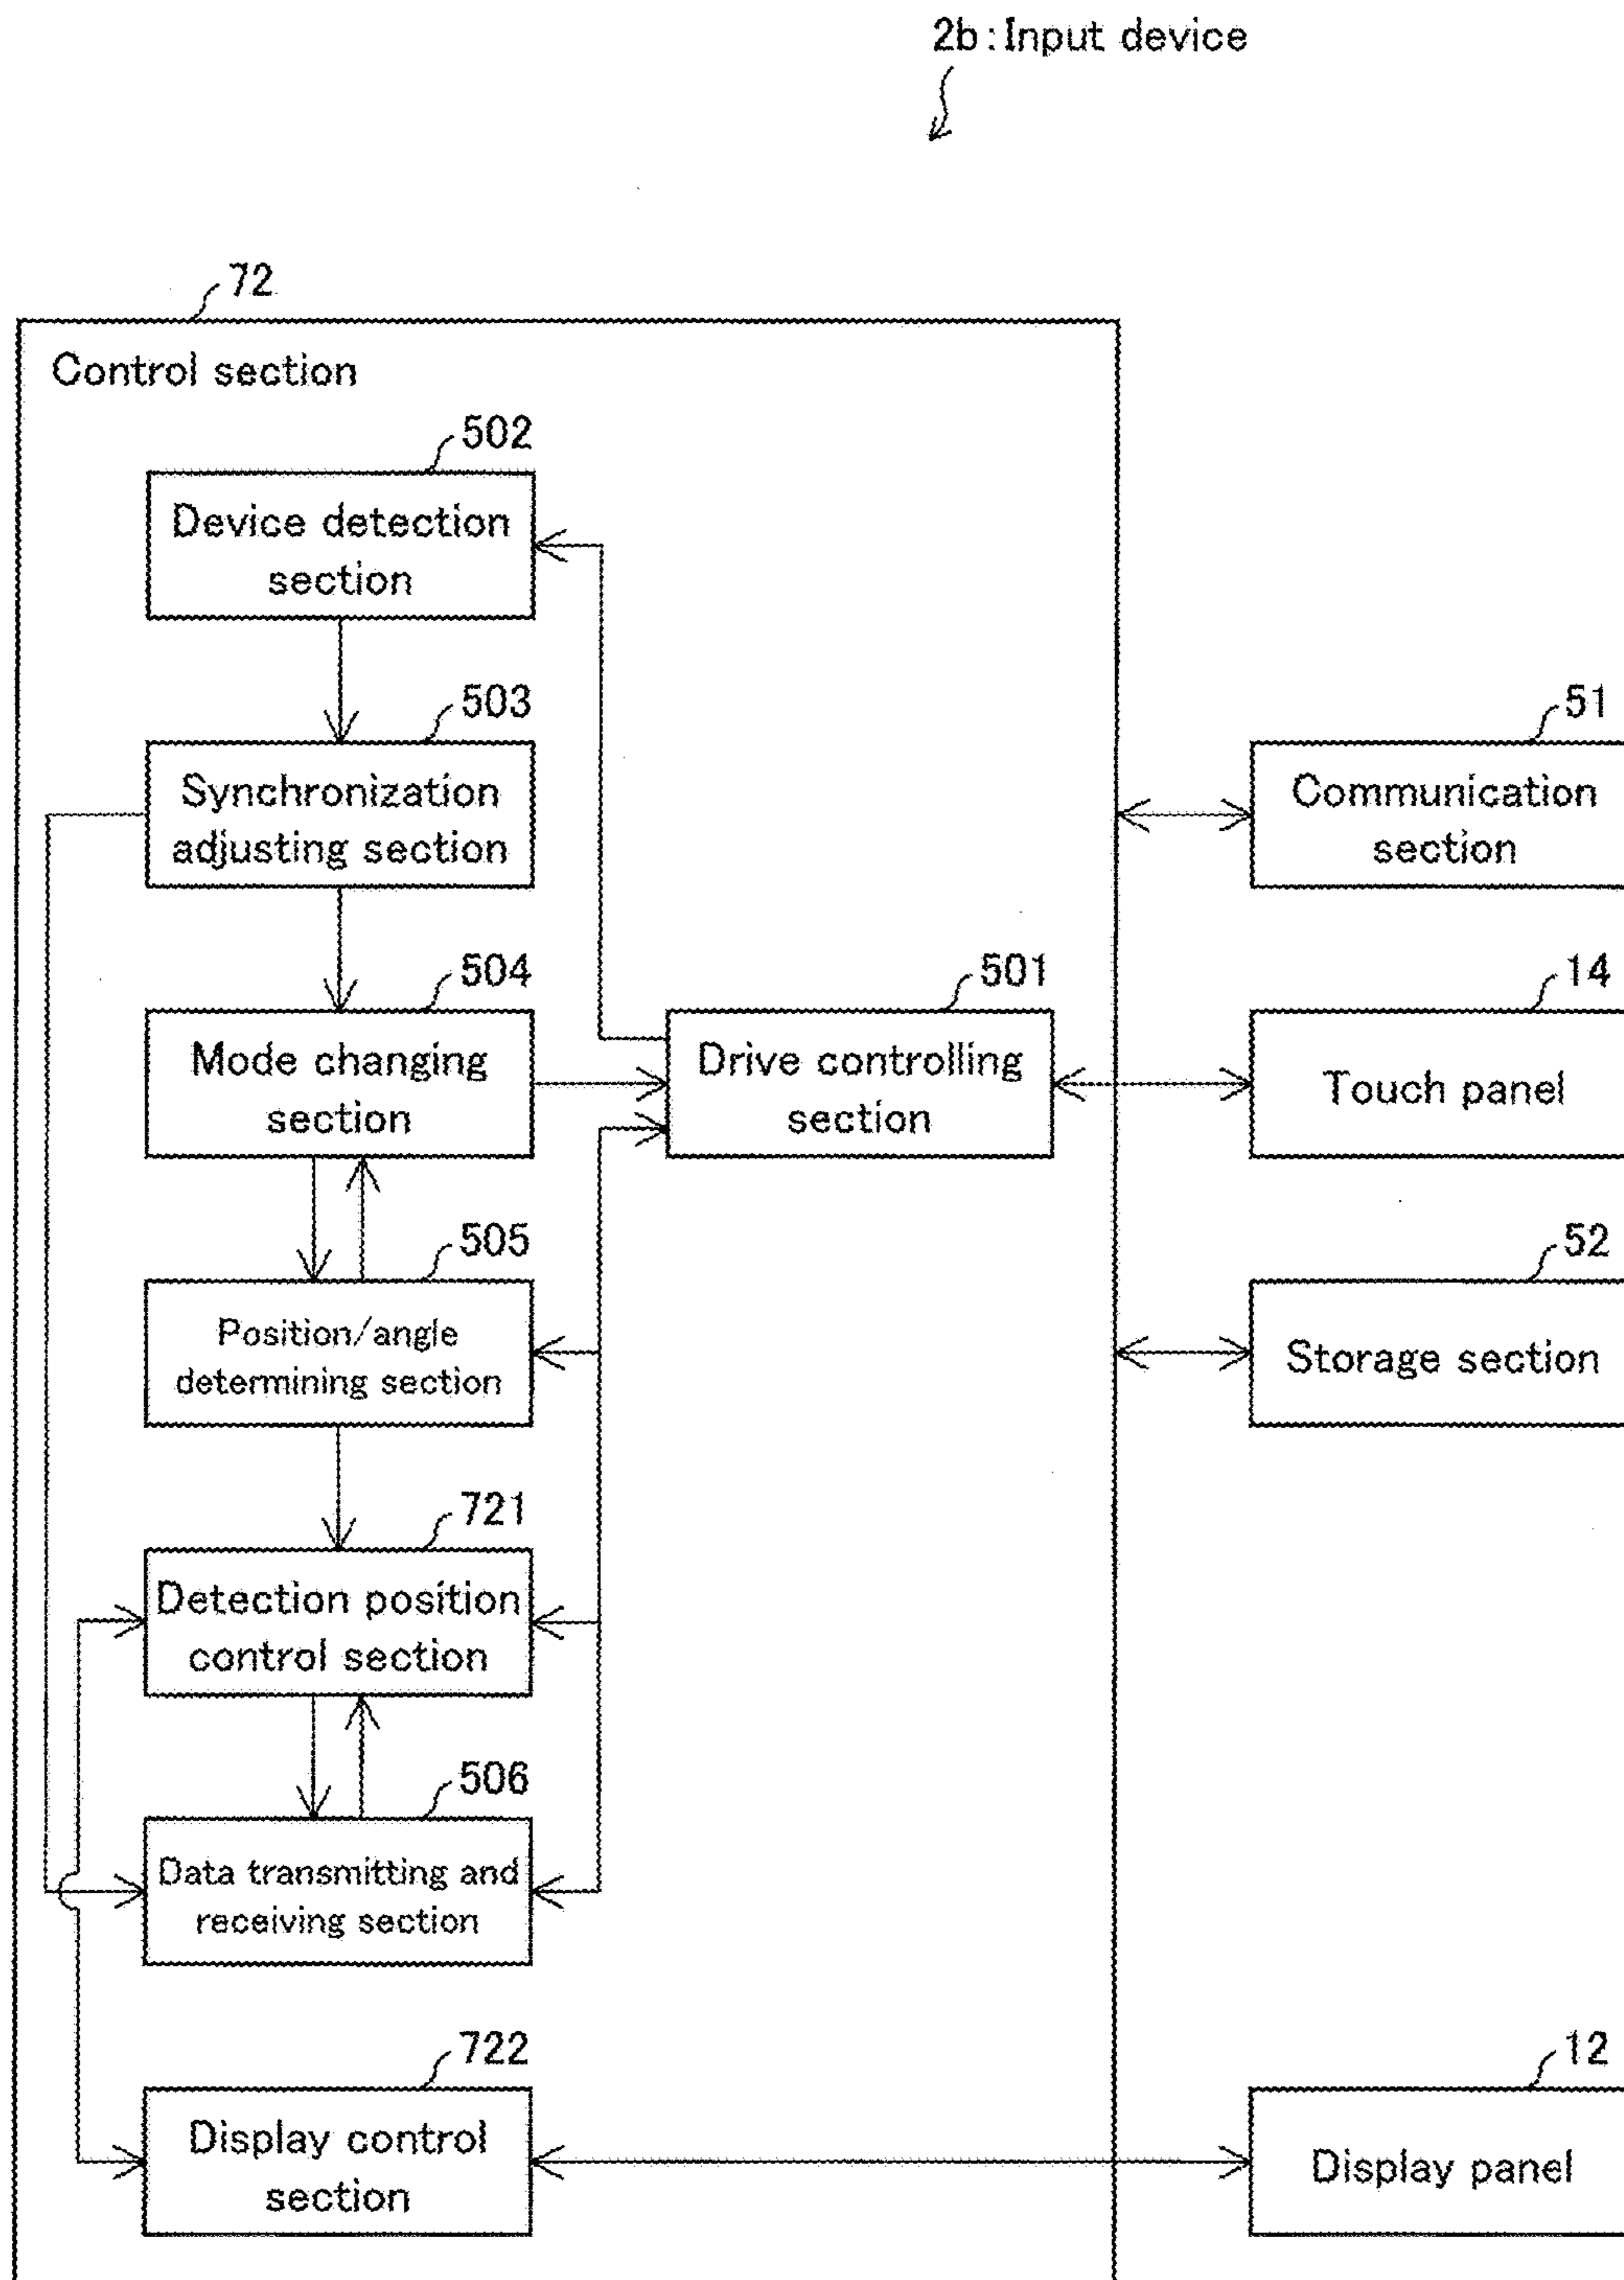 2b:Input device
72
Control section
502
Device detection
section
503
Synchronization
adjusting section
51
Communication
section
504
Mode changing
section
501
Drive controlling
section
14
Touch panel
505
Position/angle
determining section
52
Storage section
721
Detection position
control section
506
Data transmitting and
receiving section
722
Display control
section
12
Display panel